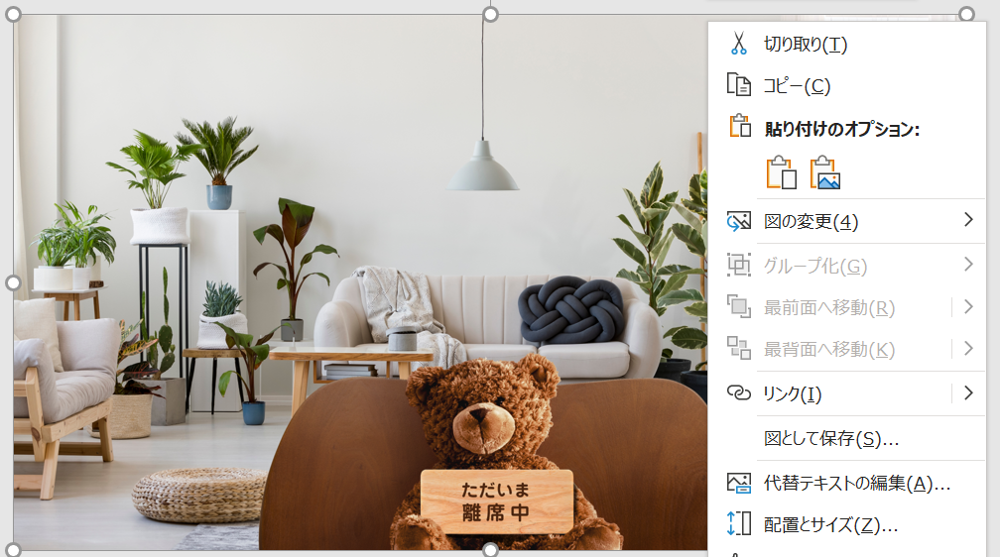 切り取り(T)
コピー(C)
貼り付けのオプション:
図の変更(4)
グループ化(G)
最前面へ移動(R)
最背面へ移動(K)
リンク(I)
図として保存(S)...
代替テキストの編集(A)...
配置とサイズ(Z)...
ただいま
離席中